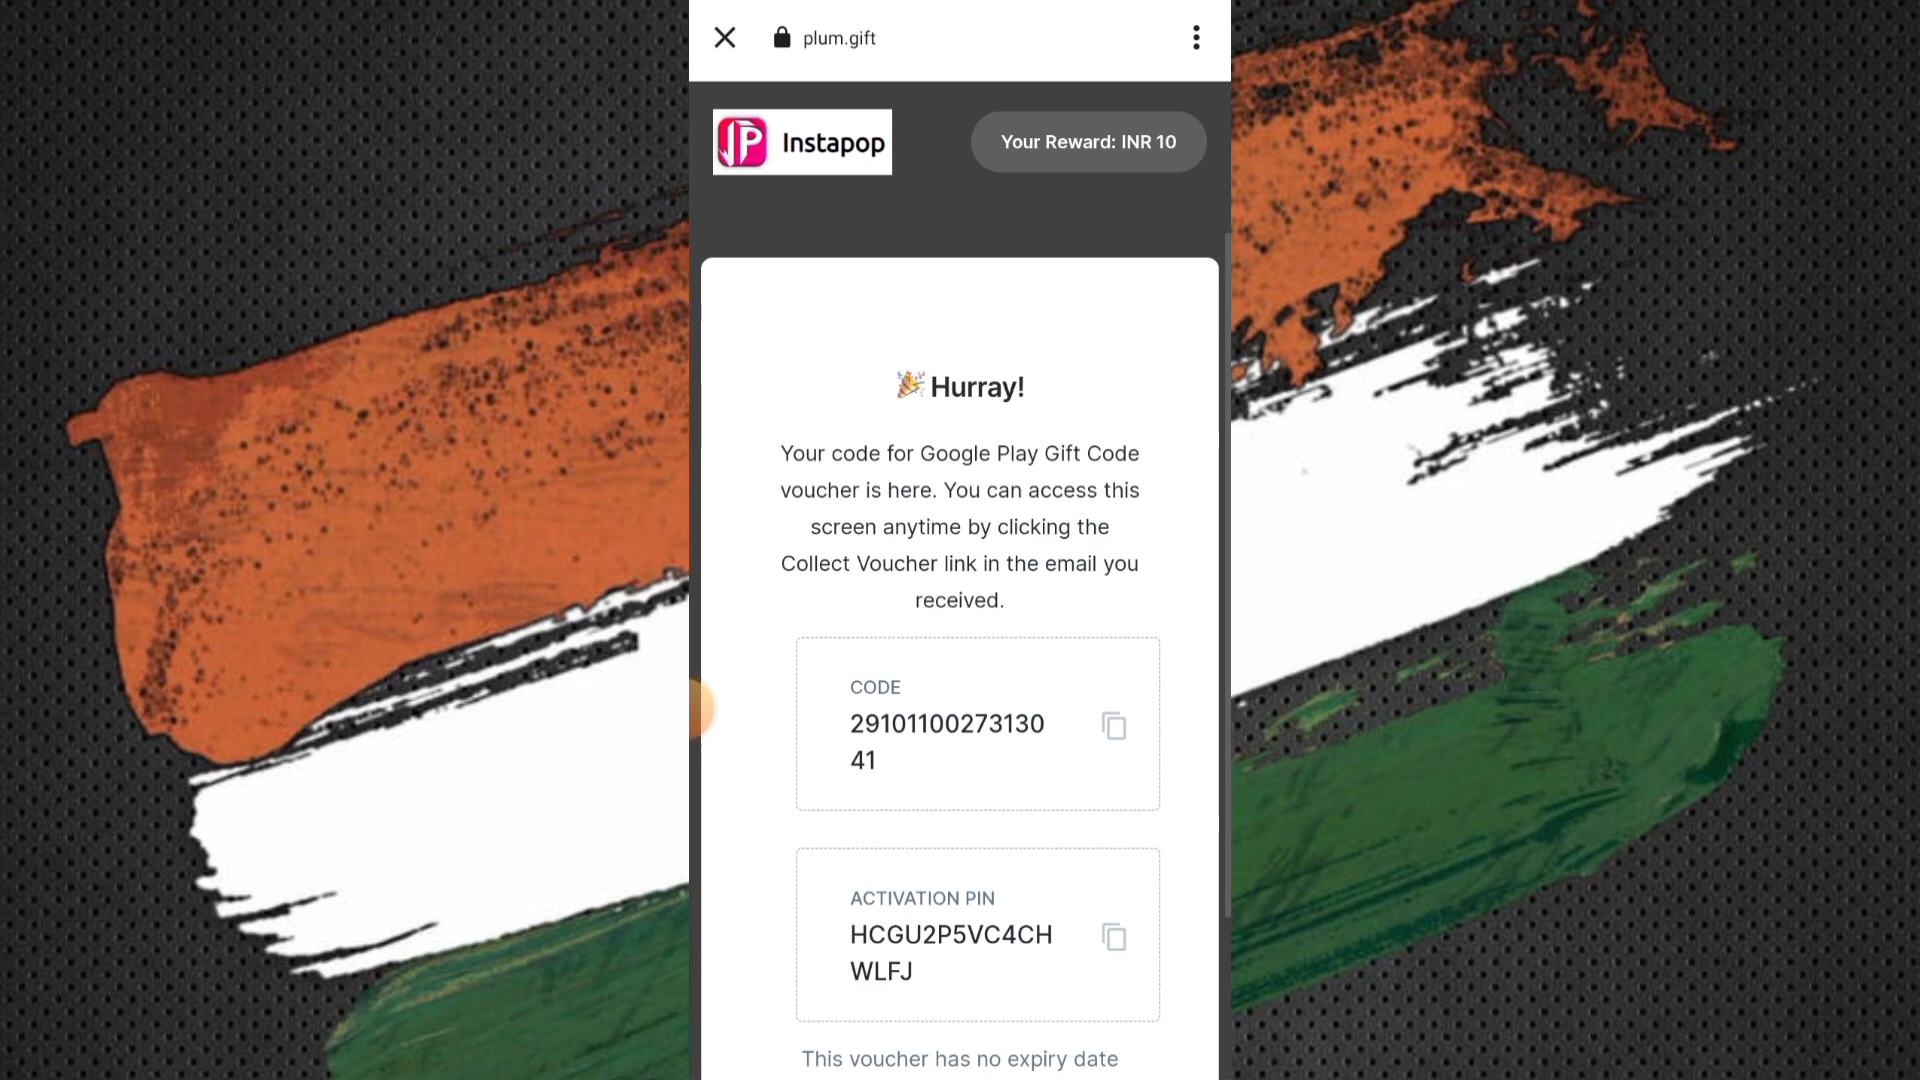 plum.gift
Instapop
Your Reward: INR 10
🎉 Hurray!
Your code for Google Play Gift Code
voucher is here. You can access this
screen anytime by clicking the
Collect Voucher link in the email you
received.
CODE
29101100273130
41
ACTIVATION PIN
HCGU2P5VC4CH
WLFJ
This voucher has no expiry date